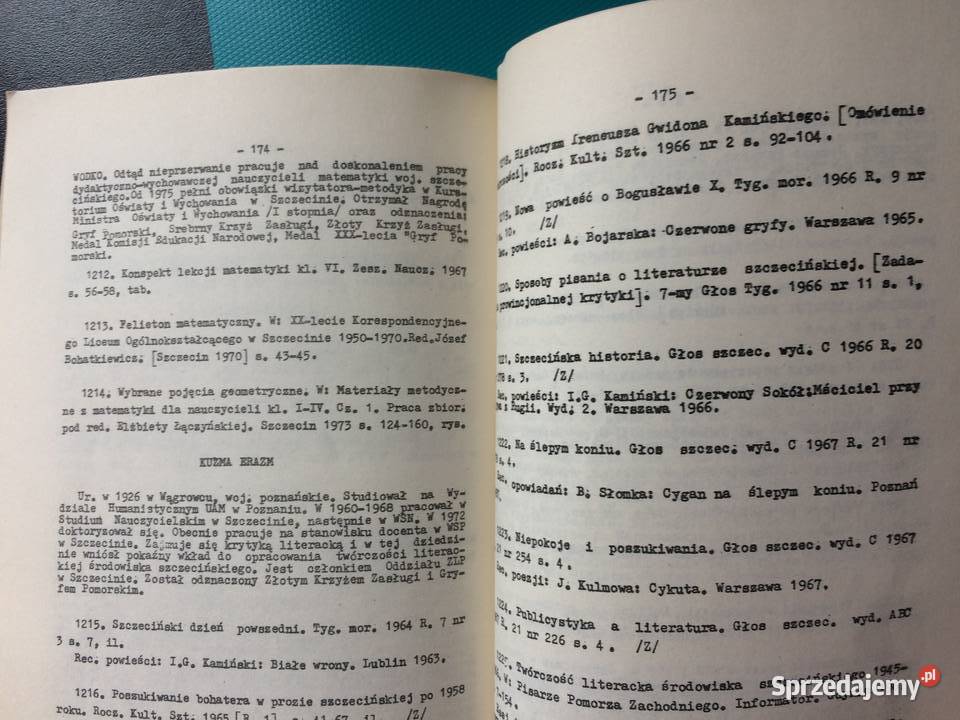 - 174 -
WODKO. Odtąd nieprzerwanie pracuje nad doskonaleniem pracy
dydaktyczno-wychowawczej nauczycieli matematyki woj. szcze-
cińskiego.Od 1975 pełni obowiązki wizytatora-metodyka w Kura-
torium Oświaty i Wychowania w Szczecinie. Otrzymał Nagrodę
Ministra Oświaty i Wychowania /I stopnia/ oraz odznaczenia:
Gryf Pomorski, Srebrny Krzyż Zasługi, Złoty Krzyż Zasługi,
Medal Komisji Edukacji Narodowej, Medal XXX-lecia "Gryf Po-
morski.
1212. Konspekt lekcji matematyki kl. VI. Zesz. Naucz. 1967
s. 56-58, tab.
1213. Felieton matematyczny. W: XX-lecie Korespondencyjne-
go Liceum Ogólnokształcącego w Szczecinie 1950-1970.Red.Józef
Bohatkiewicz. [Szczecin 1970] s. 43-45.
1214. Wybrane pojęcia geometryczne. W: Materiały metodycz-
ne z matematyki dla nauczycieli kl. I-IV. Cz. 1. Praca zbior.
pod red. Elżbiety Łączyńskiej. Szczecin 1973 s. 124-160, rys.
KUŹMA ERAZM
Ur. w 1926 w Wągrowcu, woj. poznańskie. Studiował na Wy-
dziale Humanistycznym UAM w Poznaniu. W 1960-1968 pracował w
Studium Nauczycielskim w Szczecinie, następnie w WSN. W 1972
doktoryzował się. Obecnie pracuje na stanowisku docenta w WSP
w Szczecinie. Zajmuje się krytyką literacką i w tej dziedzi-
nie wniósł pokaźny wkład do opracowania twórczości literac-
kiej środowiska szczecińskiego. Jest członkiem Oddziału ZLP
w Szczecinie. Został odznaczony Złotym Krzyżem Zasługi i Gry-
fem Pomorskim.
1215. Szczeciński dzień powszedni. Tyg. mor. 1964 R. 7 nr
3 s. 7, il.
Rec. powieści: I.G. Kamiński: Białe wrony. Lublin 1963.
1216. Poszukiwanie bohatera w prozie szczecińskiej po 1958
roku. Rocz. Kult. Szt. 1965 [R. 1] s. 41-67, il. /Z/
- 175 -
Historyzm Ireneusza Gwidona Kamińskiego. [Omówienie
Rocz. Kult. Szt. 1966 nr 2 s. 92-104.
Nowa powieść o Bogusławie X. Tyg. mor. 1966 R. 9 nr
10. /Z/
powieści: A. Bojarska: Czerwone gryfy. Warszawa 1965.
Sposoby pisania o literaturze szczecińskiej. [Zada-
prowincjonalnej krytyki]. 7-my Głos Tyg. 1966 nr 11 s. 1,
Szczecińska historia. Głos szczec. wyd. C 1966 R. 20
s. 3. /Z/
powieści: I.G. Kamiński: Czerwony Sokół:Mściciel przy
z Rugii. Wyd. 2. Warszawa 1966.
1222. Na ślepym koniu. Głos szczec. wyd. C 1967 R. 21 nr
s. 4.
opowiadań: B. Słomka: Cygan na ślepym koniu. Poznań
1223. Niepokoje i poszukiwania. Głos szczec. wyd. C 1967
21 nr 254 s. 4.
poezji: J. Kulmowa: Cykuta. Warszawa 1967.
1224. Publicystyka a literatura. Głos szczec. wyd. ABC
R. 21 nr 226 s. 4. /Z/
Twórczość literacka środowiska szczecińskiego 1945-
W: Pisarze Pomorza Zachodniego. Informator.
Sprzedajemy.pl